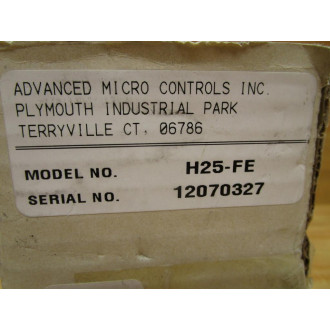 ADVANCED MICRO CONTROLS INC.
PLYMOUTH INDUSTRIAL PARK
TERRYVILLE CT, 06786
MODEL NO. H25-FE
SERIAL NO. 12070327